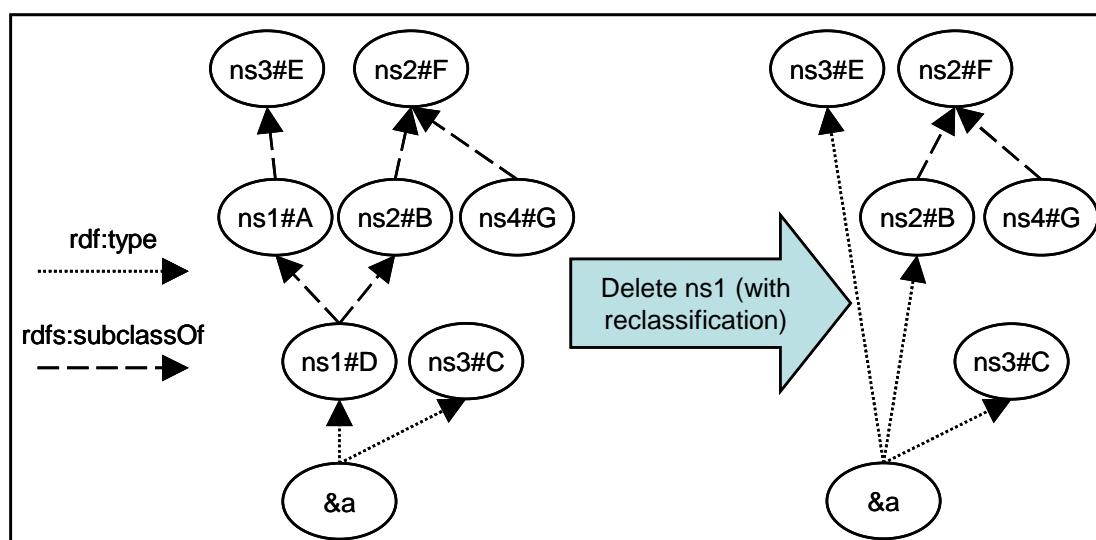 ns3#E
ns2#F
ns1#A
ns2#B
ns4#G
rdf:type
rdfs:subclassOf
ns1#D
ns3#C
&a
Delete ns1 (with
reclassification)
ns3#E
ns2#F
ns2#B
ns4#G
ns3#C
&a